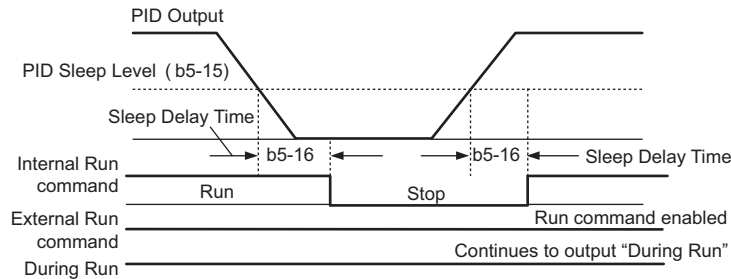 PID Output
PID Sleep Level (b5-15)
Sleep Delay Time
b5-16
b5-16
Sleep Delay Time
Internal Run
command
Run
Stop
External Run
command
Run command enabled
Continues to output “During Run”
During Run